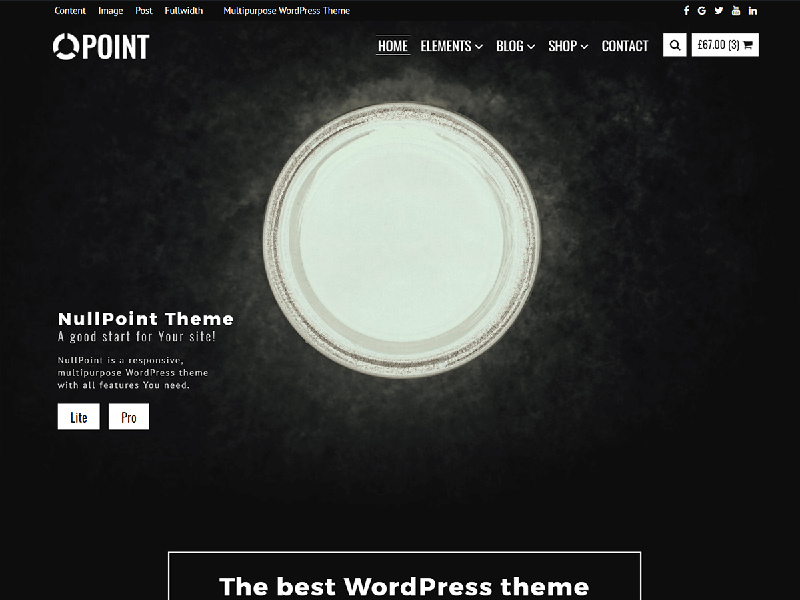 Content Image Post Fullwidth Multipurpose WordPress Theme
POINT
HOME ELEMENTS BLOG SHOP CONTACT £67.00 (3)
NullPoint Theme
A good start for Your site!
NullPoint is a responsive,
multipurpose WordPress theme
with all features You need.
Lite Pro
The best WordPress theme